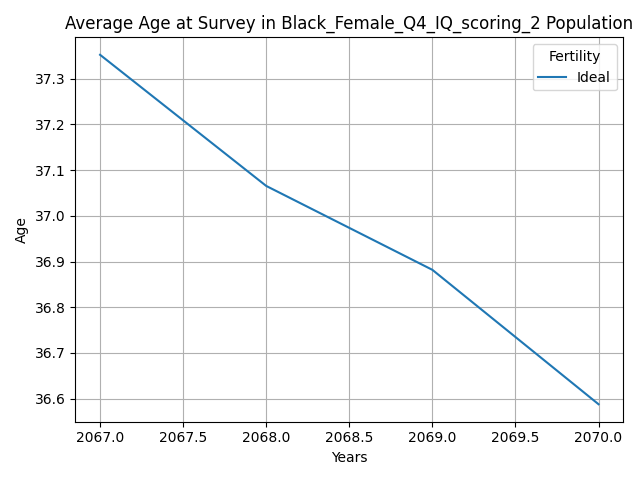 Average Age at Survey in Black_Female_Q4_IQ_scoring_2 Population
Fertility
Ideal
37.3
37.2
37.1
37.0
36.9
36.8
36.7
36.6
Age
2067.0 2067.5 2068.0 2068.5 2069.0 2069.5 2070.0
Years